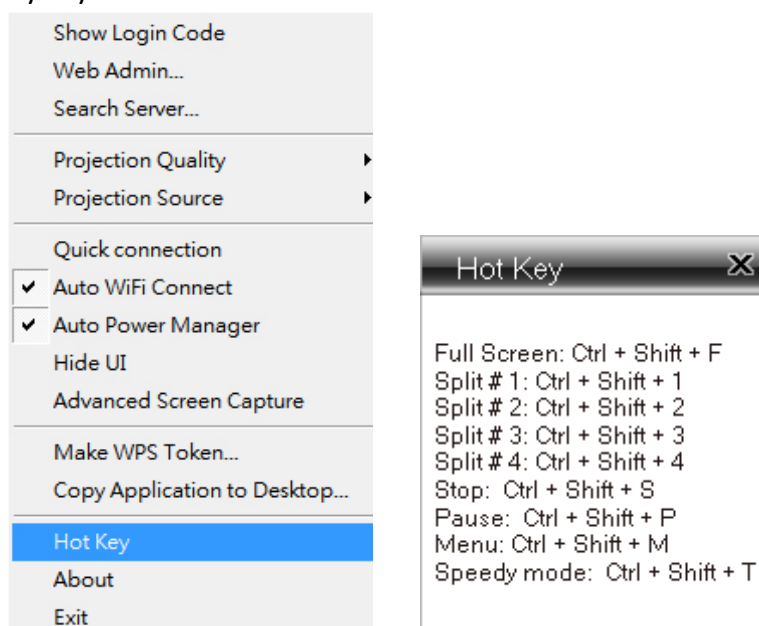 Show Login Code
Web Admin...
Search Server...
Projection Quality
Projection Source
Quick connection
Auto WiFi Connect
Auto Power Manager
Hide UI
Advanced Screen Capture
Make WPS Token...
Copy Application to Desktop...
Hot Key
About
Exit
Hot Key
Full Screen: Ctrl + Shift + F
Split # 1: Ctrl + Shift + 1
Split # 2: Ctrl + Shift + 2
Split # 3: Ctrl + Shift + 3
Split # 4: Ctrl + Shift + 4
Stop: Ctrl + Shift + S
Pause: Ctrl + Shift + P
Menu: Ctrl + Shift + M
Speedy mode: Ctrl + Shift + T